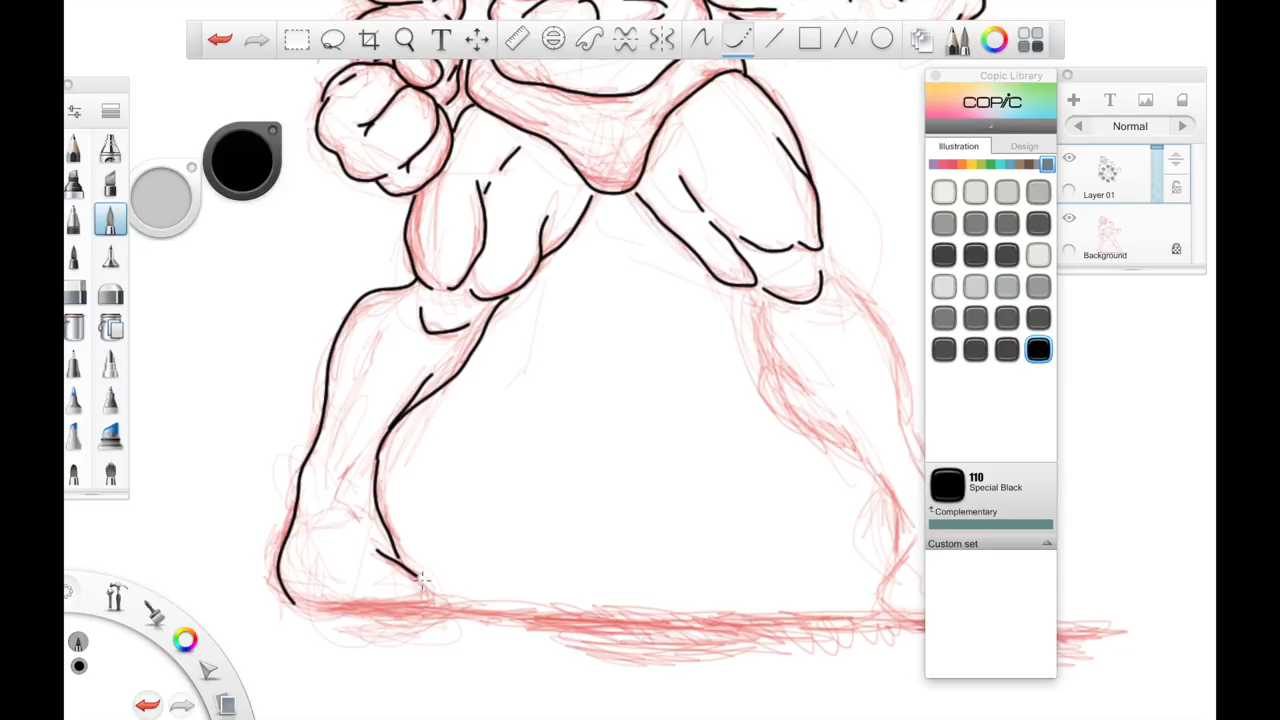 T
Copic Library
COPIC
T
Normal
Illustration
Design
Layer 01
Background
110
Special Black
Complementary
Custom set